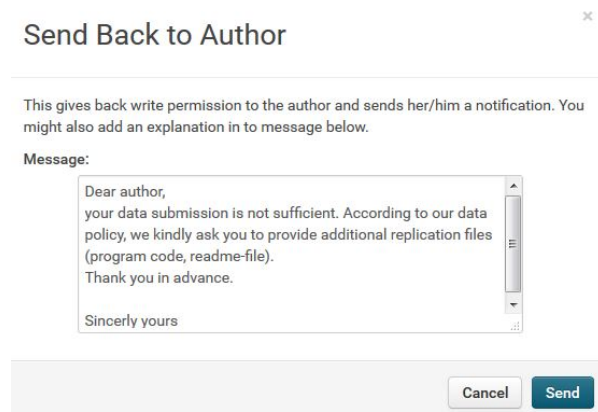 Send Back to Author
×
This gives back write permission to the author and sends her/him a notification. You
might also add an explanation in to message below.
Message:
Dear author,
your data submission is not sufficient. According to our data
policy, we kindly ask you to provide additional replication files
(program code, readme-file).
Thank you in advance.
Sincerly yours
Cancel
Send